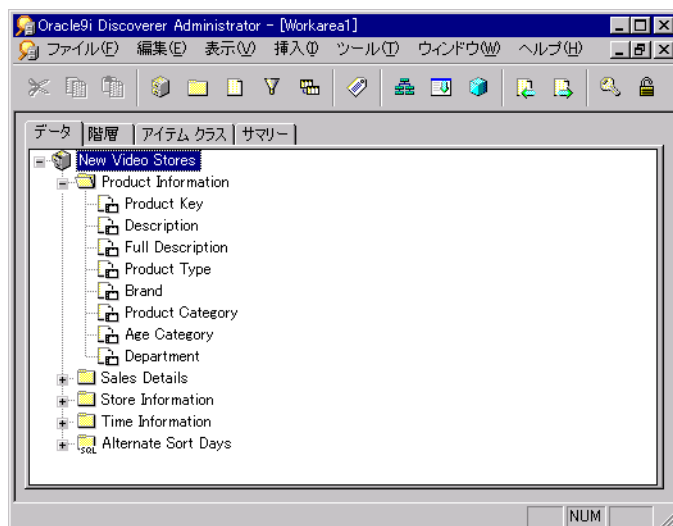 Oracle9i Discoverer Administrator - [Workarea1]
ファイル(F) 編集(E) 表示(V) 挿入(I) ツール(T) ウィンドウ(W) ヘルプ(H)
データ 階層 アイテム クラス サマリー
New Video Stores
Product Information
Product Key
Description
Full Description
Product Type
Brand
Product Category
Age Category
Department
Sales Details
Store Information
Time Information
SQL Alternate Sort Days
NUM